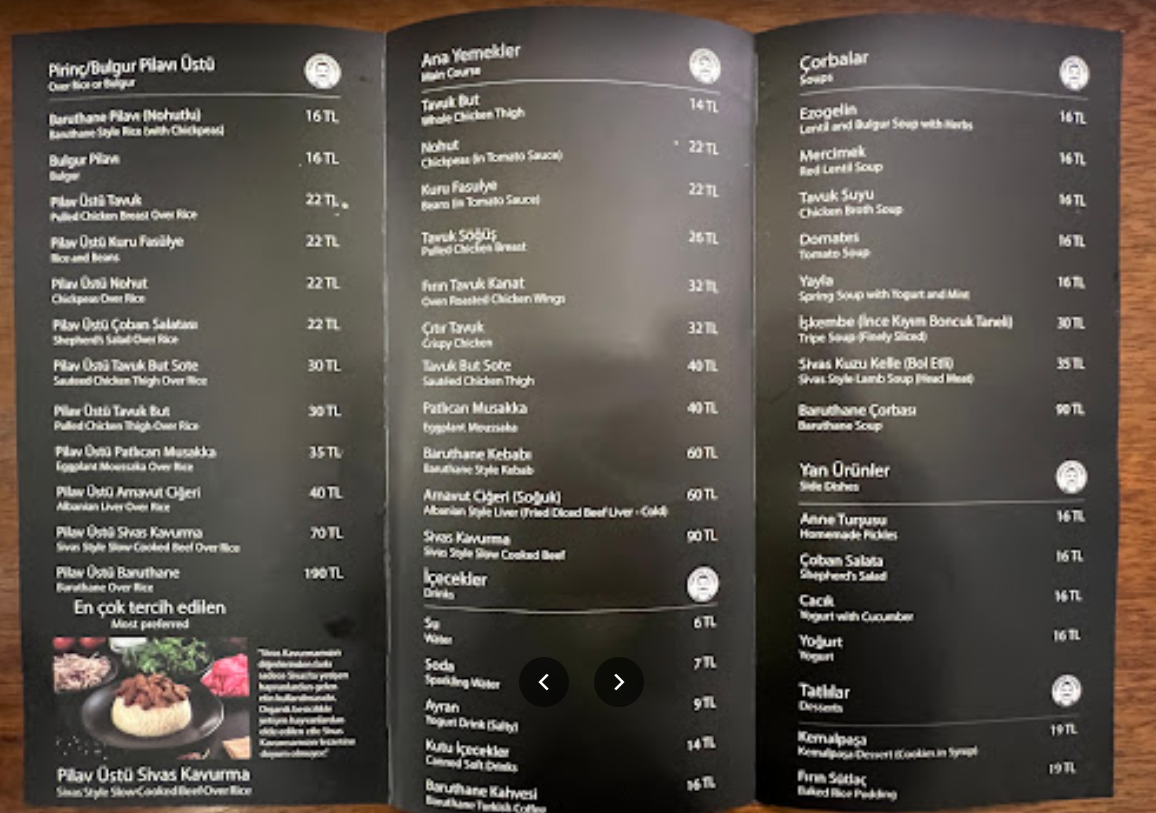 Pirinç/Bulgur Pilavı Üstü
Over Rice or Bulgur
Baruthane Pilavı (Nohutlu) 16 TL
Baruthane Style Rice (with Chickpeas)
Bulgur Pilavı 16 TL
Bulgur
Pilav Üstü Tavuk 22 TL
Pulled Chicken Breast Over Rice
Pilav Üstü Kuru Fasülye 22 TL
Rice and Beans
Pilav Üstü Nohut 22 TL
Chickpeas Over Rice
Pilav Üstü Çoban Salatası 22 TL
Shepherd's Salad Over Rice
Pilav Üstü Tavuk But Sote 30 TL
Sauteed Chicken Thigh Over Rice
Pilav Üstü Tavuk But 30 TL
Pulled Chicken Thigh Over Rice
Pilav Üstü Patlıcan Musakka 35 TL
Eggplant Moussaka Over Rice
Pilav Üstü Arnavut Ciğeri 40 TL
Albanian Liver Over Rice
Pilav Üstü Sivas Kavurma 70 TL
Sivas Style Slow Cooked Beef Over Rice
Pilav Üstü Baruthane 190 TL
Baruthane Over Rice
En çok tercih edilen
Most preferred
Pilav Üstü Sivas Kavurma
Sivas Style Slow Cooked Beef Over Rice
Ana Yemekler
Main Course
Tavuk But 14 TL
Whole Chicken Thigh
Nohut 22 TL
Chickpeas (in Tomato Sauce)
Kuru Fasulye 22 TL
Beans (in Tomato Sauce)
Tavuk Söğüş 26 TL
Pulled Chicken Breast
Fırın Tavuk Kanat 32 TL
Oven Roasted Chicken Wings
Çıtır Tavuk 32 TL
Crispy Chicken
Tavuk But Sote 40 TL
Sautéed Chicken Thigh
Patlıcan Musakka 40 TL
Eggplant Moussaka
Baruthane Kebabı 60 TL
Baruthane Style Kebab
Arnavut Ciğeri (Soğuk) 60 TL
Albanian Style Liver (Fried Diced Beef Liver - Cold)
Sivas Kavurma 90 TL
Sivas Style Slow Cooked Beef
İçecekler
Drinks
Su 6 TL
Water
Soda 7 TL
Sparkling Water
Ayran 9 TL
Yogurt Drink (Salty)
Kutu İçecekler 14 TL
Canned Soft Drinks
Baruthane Kahvesi 16 TL
Baruthane Turkish Coffee
Çorbalar
Soups
Ezogelin 16 TL
Lentil and Bulgur Soup with Herbs
Mercimek 16 TL
Red Lentil Soup
Tavuk Suyu 16 TL
Chicken Broth Soup
Domates 16 TL
Tomato Soup
Yayla 16 TL
Spring Soup with Yogurt and Mint
İşkembe (İnce Kıyım Boncuk Taneli) 30 TL
Tripe Soup (Finely Sliced)
Sivas Kuzu Kelle (Bol Etli) 35 TL
Sivas Style Lamb Soup (Head Meat)
Baruthane Çorbası 90 TL
Baruthane Soup
Yan Ürünler
Side Dishes
Anne Turşusu 16 TL
Homemade Pickles
Çoban Salata 16 TL
Shepherd's Salad
Cacık 16 TL
Yogurt with Cucumber
Yoğurt 16 TL
Yogurt
Tatlılar
Desserts
Kemalpaşa 19 TL
Kemalpaşa Dessert (Cookies in Syrup)
Fırın Sütlaç 19 TL
Baked Rice Pudding